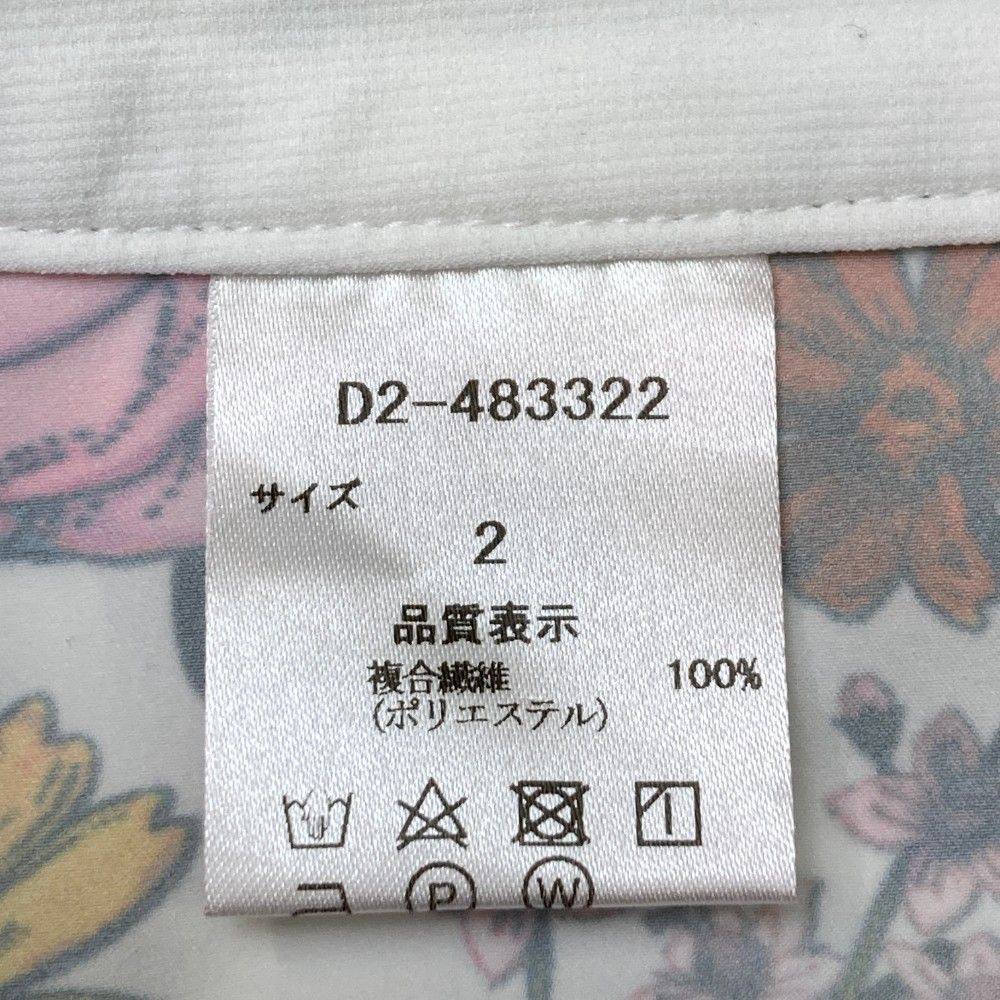 D2-483322
サイズ
2
品質表示
複合繊維 100%
(ポリエステル)
P W